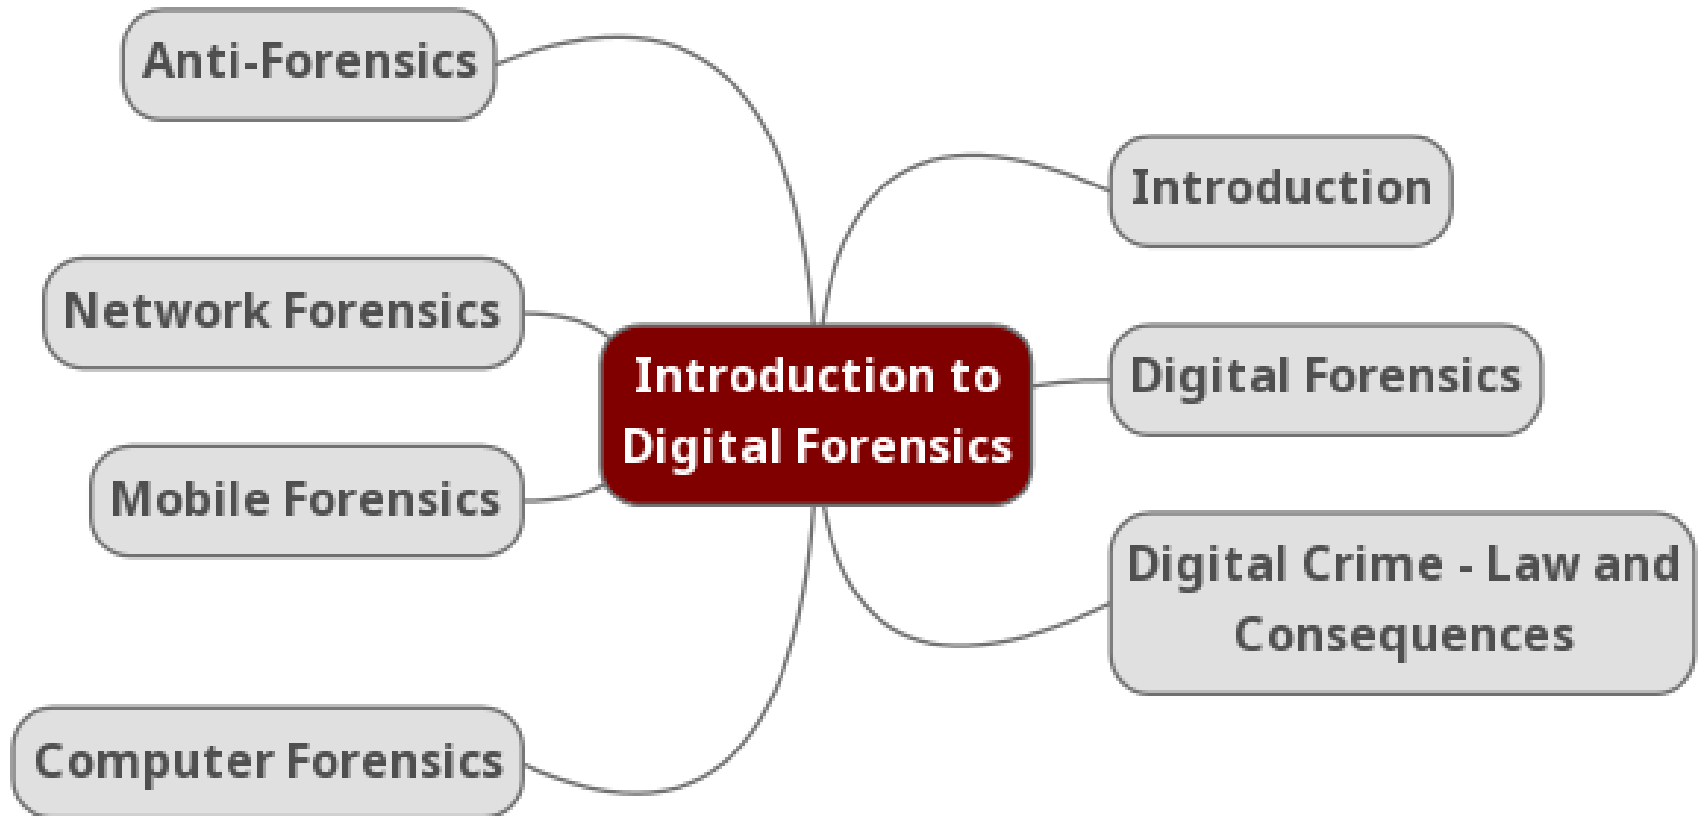 Anti-Forensics
Introduction
Network Forensics
Introduction to
Digital Forensics
Digital Forensics
Mobile Forensics
Digital Crime - Law and
Consequences
Computer Forensics